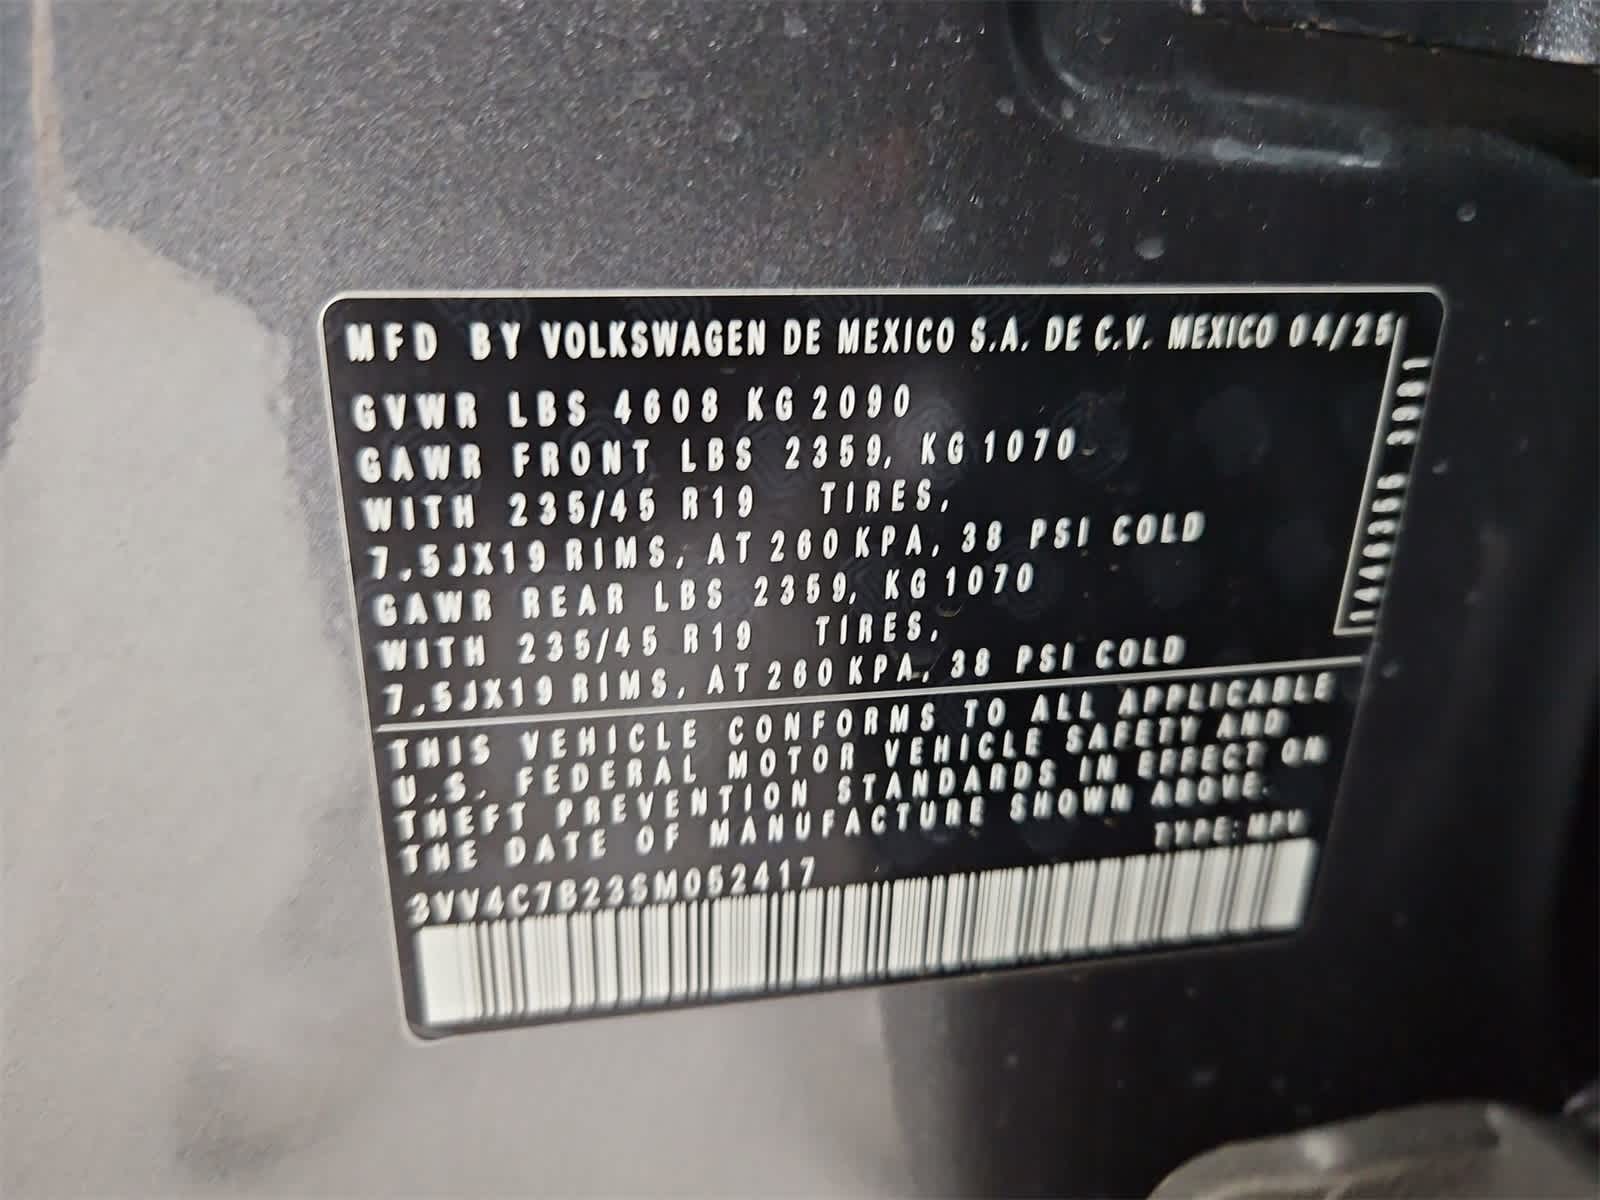 MFD BY VOLKSWAGEN DE MEXICO S.A. DE C.V. MEXICO 04/25
GVWR LBS 4608 KG 2090
GAWR FRONT LBS 2359, KG 1070
WITH 235/45 R19 TIRES,
7,5JX19 RIMS, AT 260 KPA, 38 PSI COLD
GAWR REAR LBS 2359, KG 1070
WITH 235/45 R19 TIRES,
7,5JX19 RIMS, AT 260 KPA, 38 PSI COLD
THIS VEHICLE CONFORMS TO ALL APPLICABLE
U.S. FEDERAL MOTOR VEHICLE SAFETY AND
THEFT PREVENTION STANDARDS IN EFFECT ON
THE DATE OF MANUFACTURE SHOWN ABOVE.
TYPE: MPV
3VV4C7B23SM052417